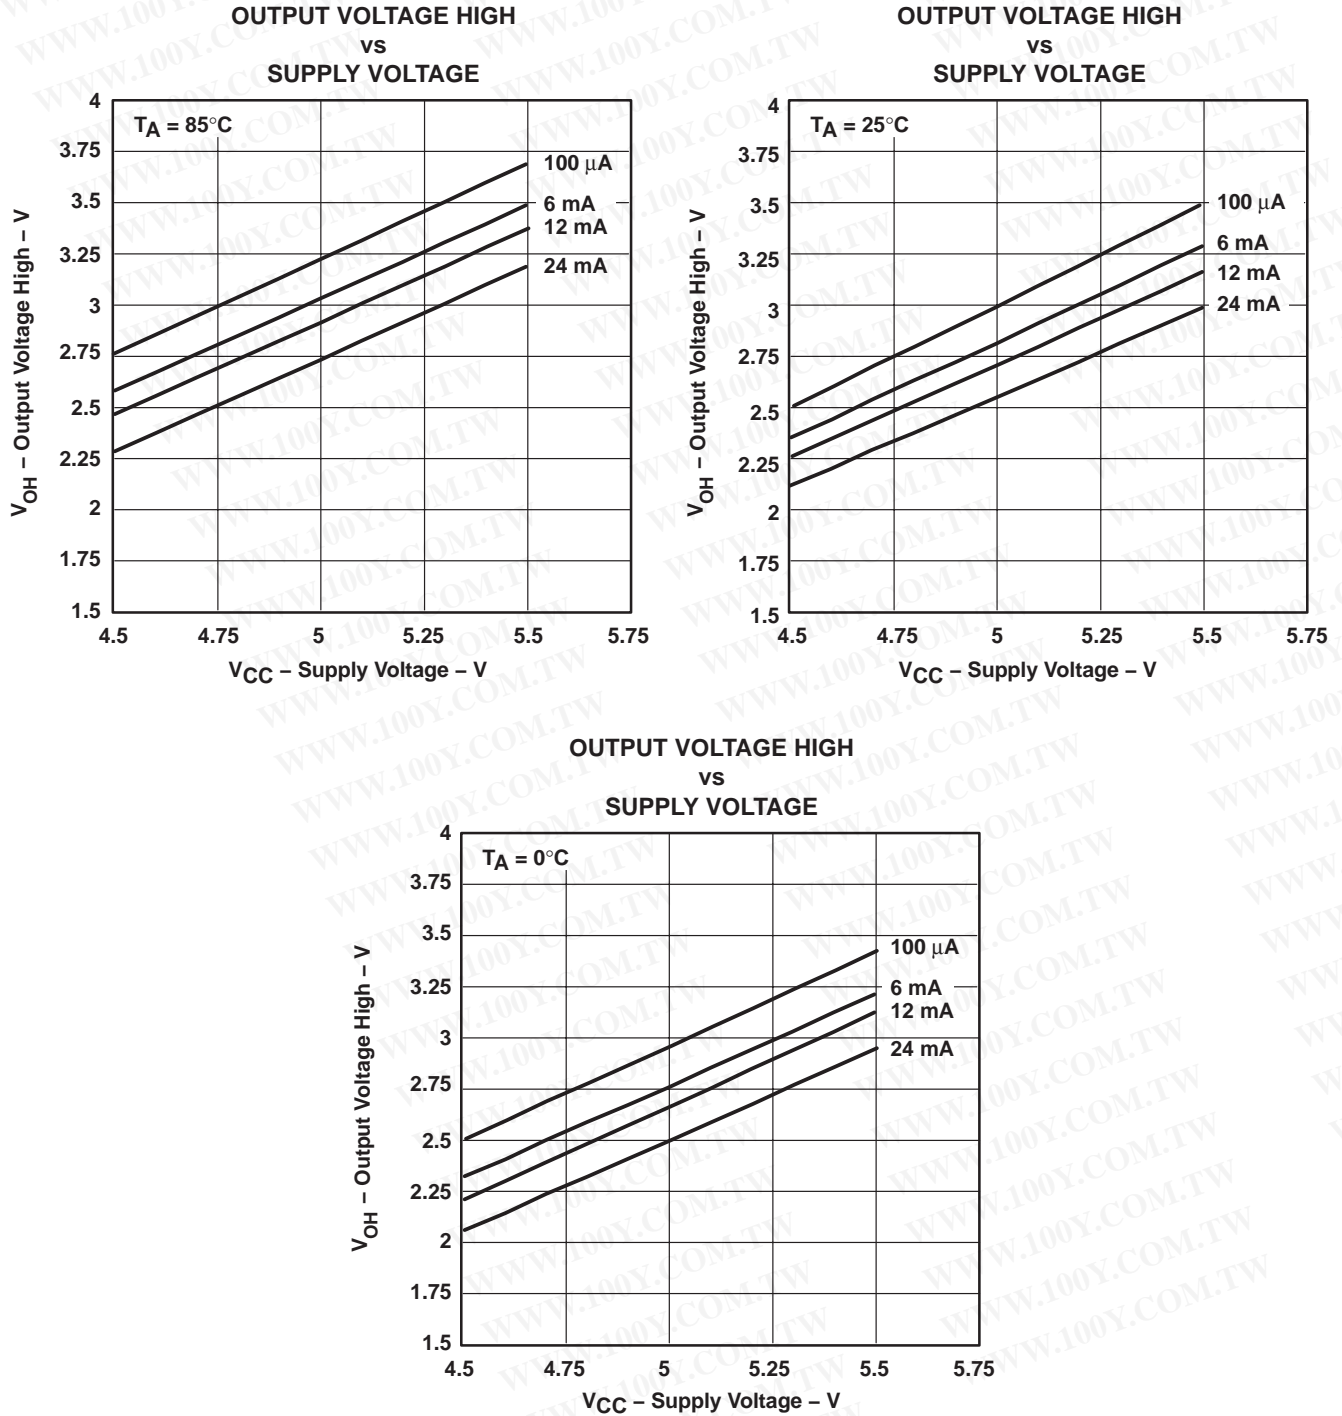 OUTPUT VOLTAGE HIGH
vs
SUPPLY VOLTAGE
4
3.75
3.5
3.25
3
2.75
2.5
2.25
2
1.75
1.5
TA = 85°C
100 μA
6 mA
12 mA
24 mA
4.5 4.75 5 5.25 5.5 5.75
VCC – Supply Voltage – V
VOH – Output Voltage High – V
OUTPUT VOLTAGE HIGH
vs
SUPPLY VOLTAGE
4
3.75
3.5
3.25
3
2.75
2.5
2.25
2
1.75
1.5
TA = 25°C
100 μA
6 mA
12 mA
24 mA
4.5 4.75 5 5.25 5.5 5.75
VCC – Supply Voltage – V
VOH – Output Voltage High – V
OUTPUT VOLTAGE HIGH
vs
SUPPLY VOLTAGE
4
3.75
3.5
3.25
3
2.75
2.5
2.25
2
1.75
1.5
TA = 0°C
100 μA
6 mA
12 mA
24 mA
4.5 4.75 5 5.25 5.5 5.75
VCC – Supply Voltage – V
VOH – Output Voltage High – V
WWW.100Y.COM.TW